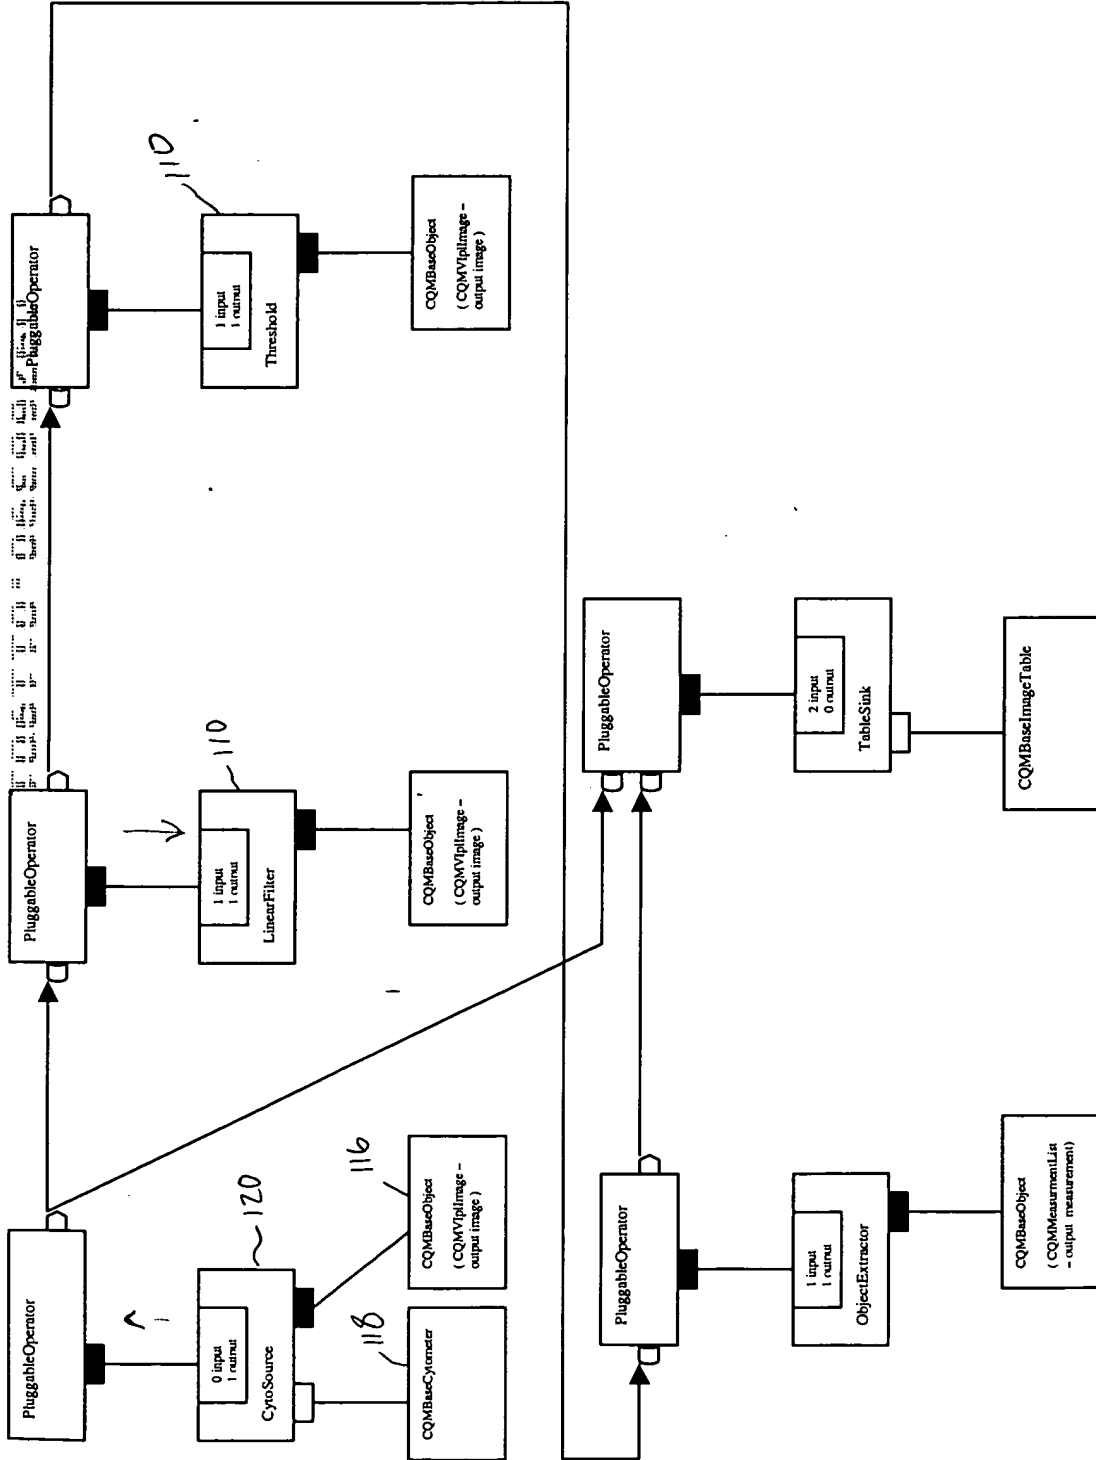 PluggableOperator
0 input
1 output
CytoSource
120
CQMBaseCytometer
118
CQMBaseObject
( CQMVIplImage –
output image )
116
PluggableOperator
1 input
1 output
LinearFilter
110
CQMBaseObject
( CQMVIplImage –
output image )
PluggableOperator
1 input
1 output
Threshold
110
CQMBaseObject
( CQMVIplImage –
output image )
PluggableOperator
1 input
1 output
ObjectExtractor
CQMBaseObject
( CQMMeasurmentList
– output measurement)
PluggableOperator
2 input
0 output
TableSink
CQMBaseImageTable